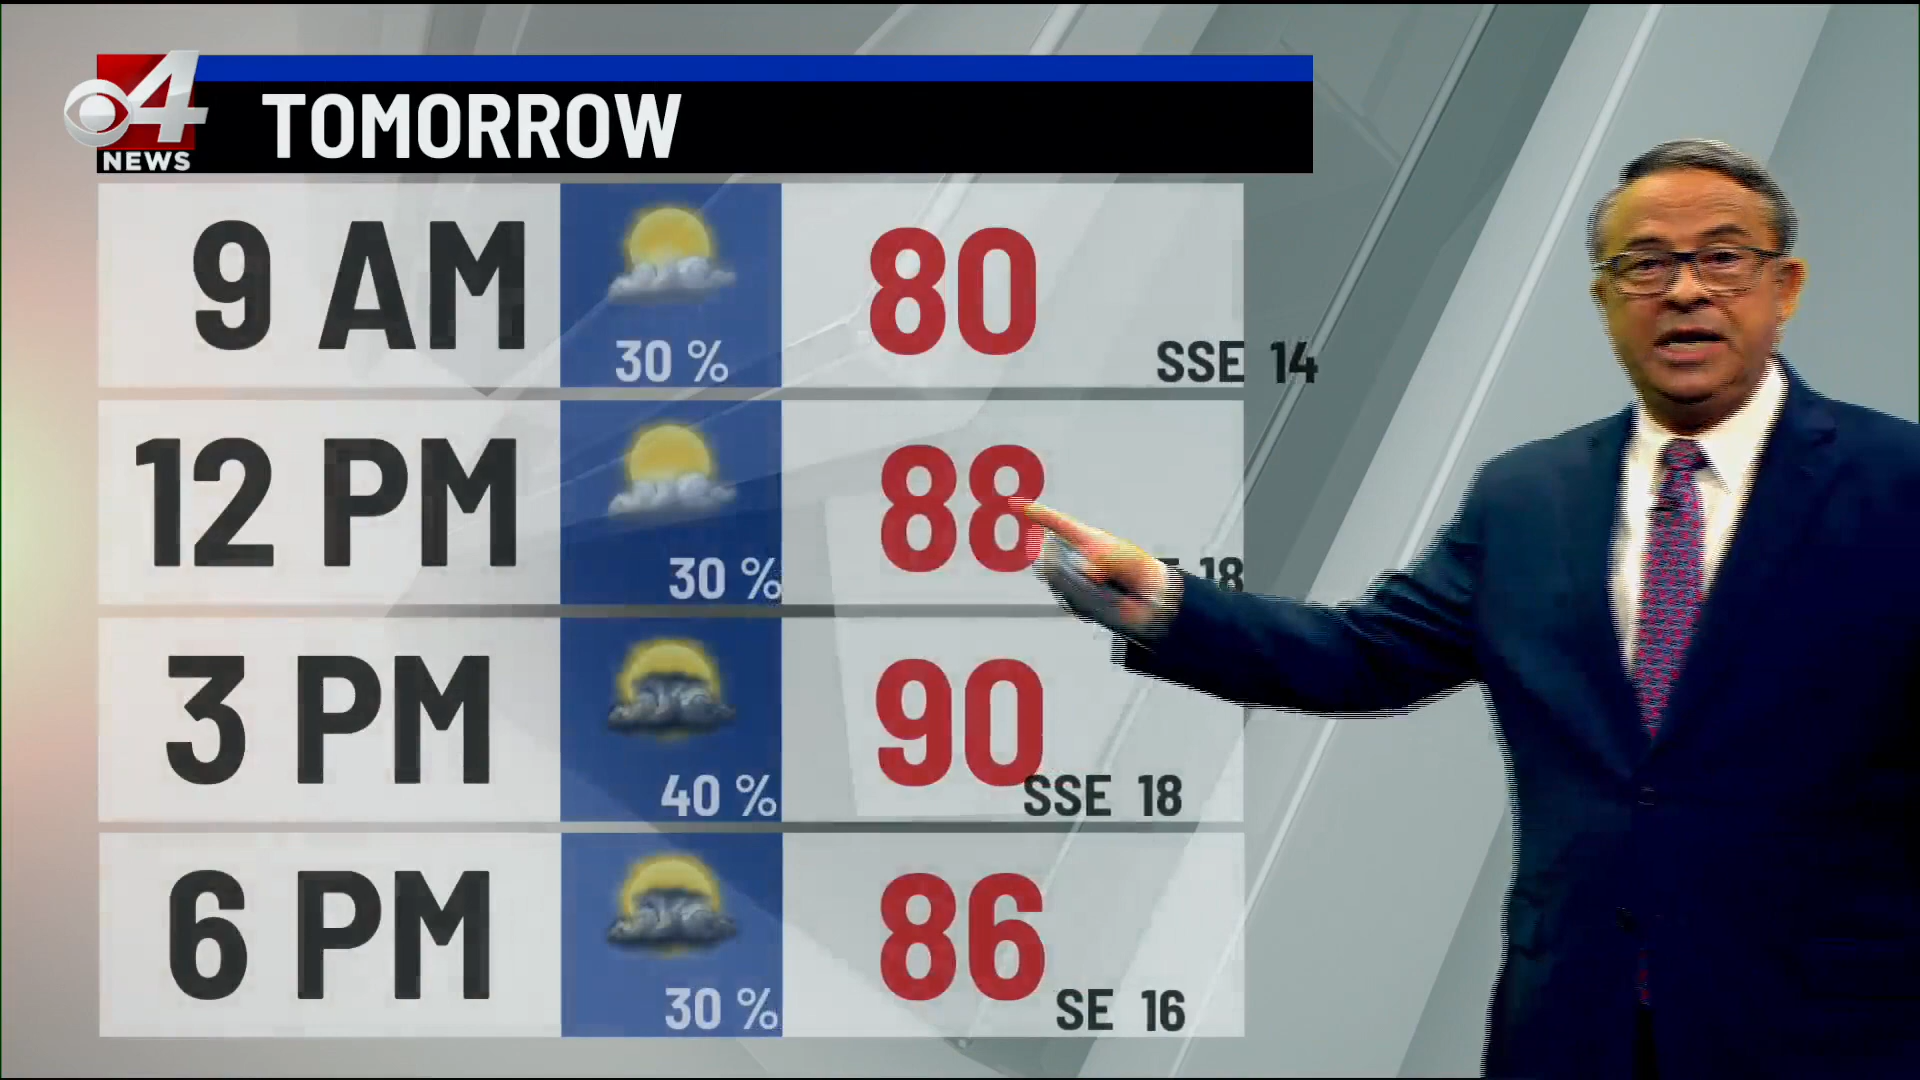 4
NEWS
TOMORROW
9 AM 30 % 80 SSE 14
12 PM 30 % 88 18
3 PM 40 % 90 SSE 18
6 PM 30 % 86 SE 16